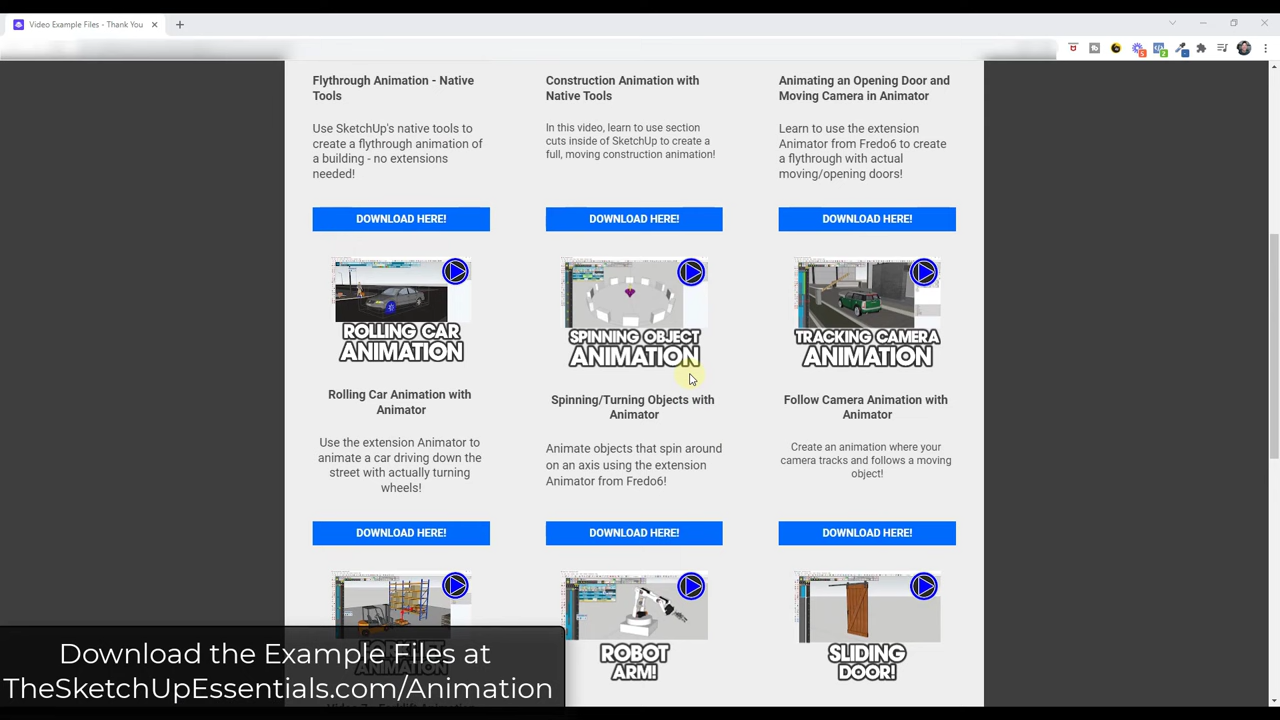 Video Example Files - Thank You
Flythrough Animation - Native
Tools
Construction Animation with
Native Tools
Animating an Opening Door and
Moving Camera in Animator
Use SketchUp's native tools to
create a flythrough animation of
a building - no extensions
needed!
In this video, learn to use section
cuts inside of SketchUp to create a
full, moving construction animation!
Learn to use the extension
Animator from Fredo6 to create
a flythrough with actual
moving/opening doors!
DOWNLOAD HERE!
DOWNLOAD HERE!
DOWNLOAD HERE!
ROLLING CAR
ANIMATION
SPINNING OBJECT
ANIMATION
TRACKING CAMERA
ANIMATION
Rolling Car Animation with
Animator
Spinning/Turning Objects with
Animator
Follow Camera Animation with
Animator
Use the extension Animator to
animate a car driving down the
street with actually turning
wheels!
Animate objects that spin around
on an axis using the extension
Animator from Fredo6!
Create an animation where your
camera tracks and follows a moving
object!
DOWNLOAD HERE!
DOWNLOAD HERE!
DOWNLOAD HERE!
ROBOT
ARM!
SLIDING
DOOR!
Download the Example Files at
TheSketchUpEssentials.com/Animation